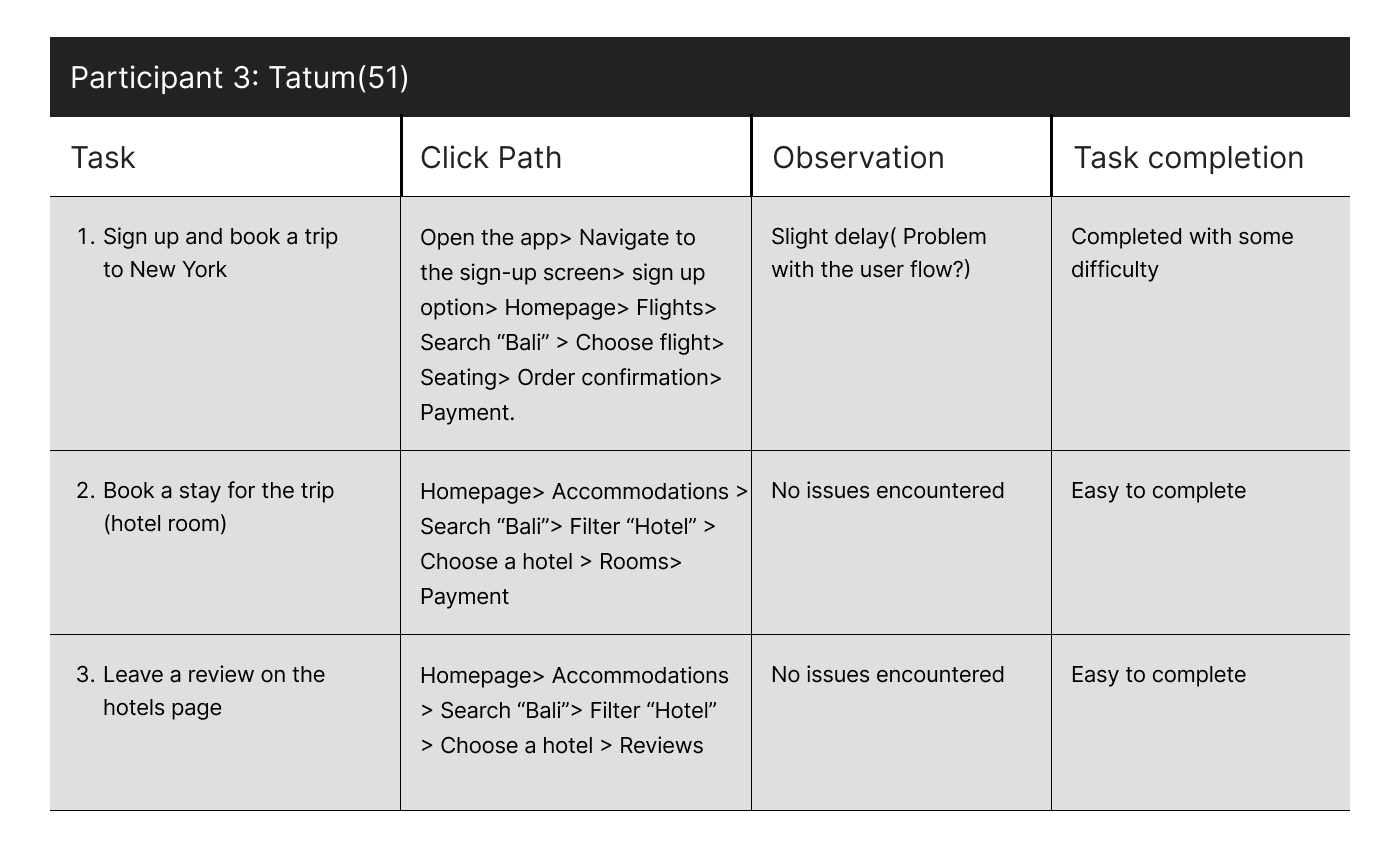 Participant 3: Tatum(51)
Task
Click Path
Observation
Task completion
1. Sign up and book a trip
to New York
Open the app> Navigate to
the sign-up screen> sign up
option> Homepage> Flights>
Search “Bali” > Choose flight>
Seating> Order confirmation>
Payment.
Slight delay( Problem
with the user flow?)
Completed with some
difficulty
2. Book a stay for the trip
(hotel room)
Homepage> Accommodations >
Search “Bali”> Filter “Hotel” >
Choose a hotel > Rooms>
Payment
No issues encountered
Easy to complete
3. Leave a review on the
hotels page
Homepage> Accommodations
> Search “Bali”> Filter “Hotel”
> Choose a hotel > Reviews
No issues encountered
Easy to complete